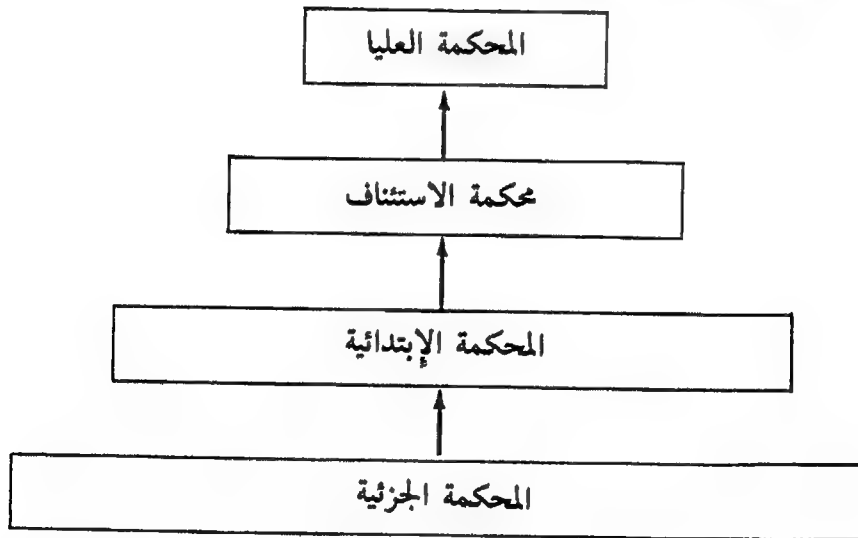 المحكمة العليا
محكمة الاستئناف
المحكمة الإبتدائية
المحكمة الجزئية